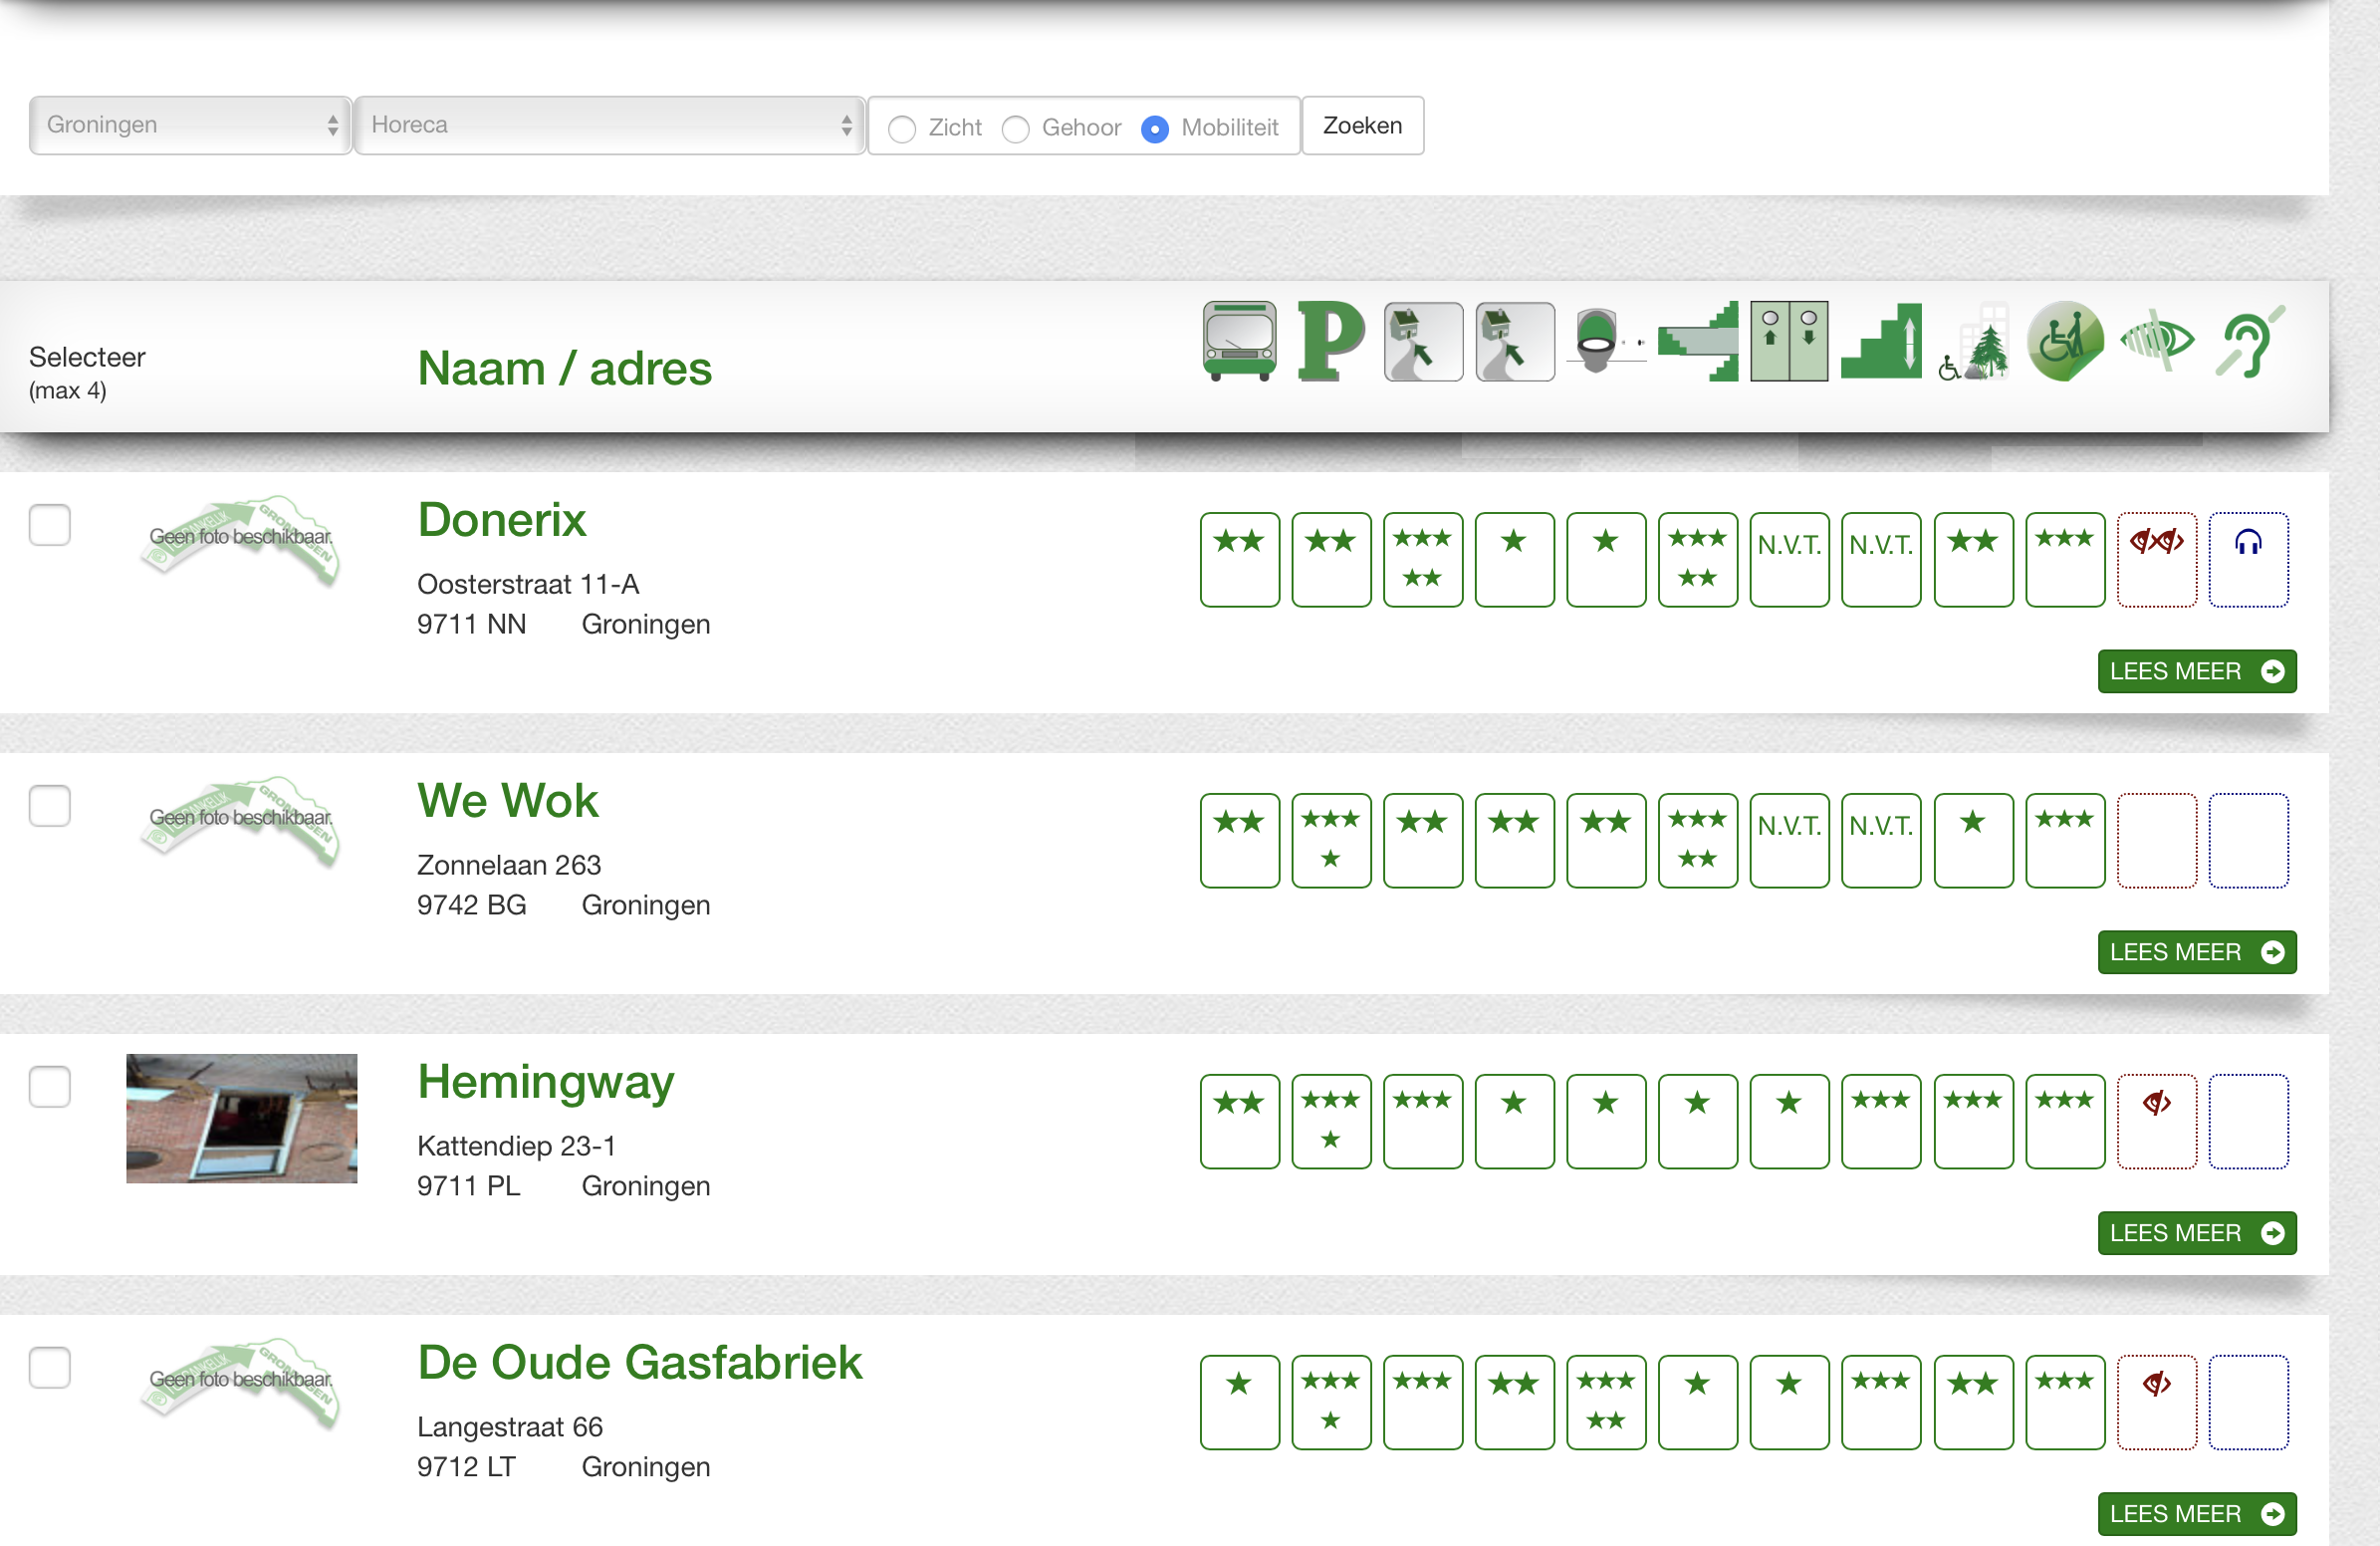 Groningen Horeca Zicht Gehoor Mobiliteit Zoeken
Selecteer
(max 4)
Naam / adres
P
Geen foto beschikbaar.
Donerix
Oosterstraat 11-A
9711 NN Groningen
★★ ★★ ★★★ ★ ★ ★★★ N.V.T. N.V.T. ★★ ★★★
★★ ★★
LEES MEER
Geen foto beschikbaar.
We Wok
Zonnelaan 263
9742 BG Groningen
★★ ★★★ ★★ ★★ ★★ ★★★ N.V.T. N.V.T. ★ ★★★
★ ★★
LEES MEER
Hemingway
Kattendiep 23-1
9711 PL Groningen
★★ ★★★ ★★★ ★ ★ ★ ★ ★★★ ★★★ ★★★
★
LEES MEER
Geen foto beschikbaar.
De Oude Gasfabriek
Langestraat 66
9712 LT Groningen
★ ★★★ ★★★ ★★ ★★★ ★ ★ ★★★ ★★ ★★★
★ ★★
LEES MEER